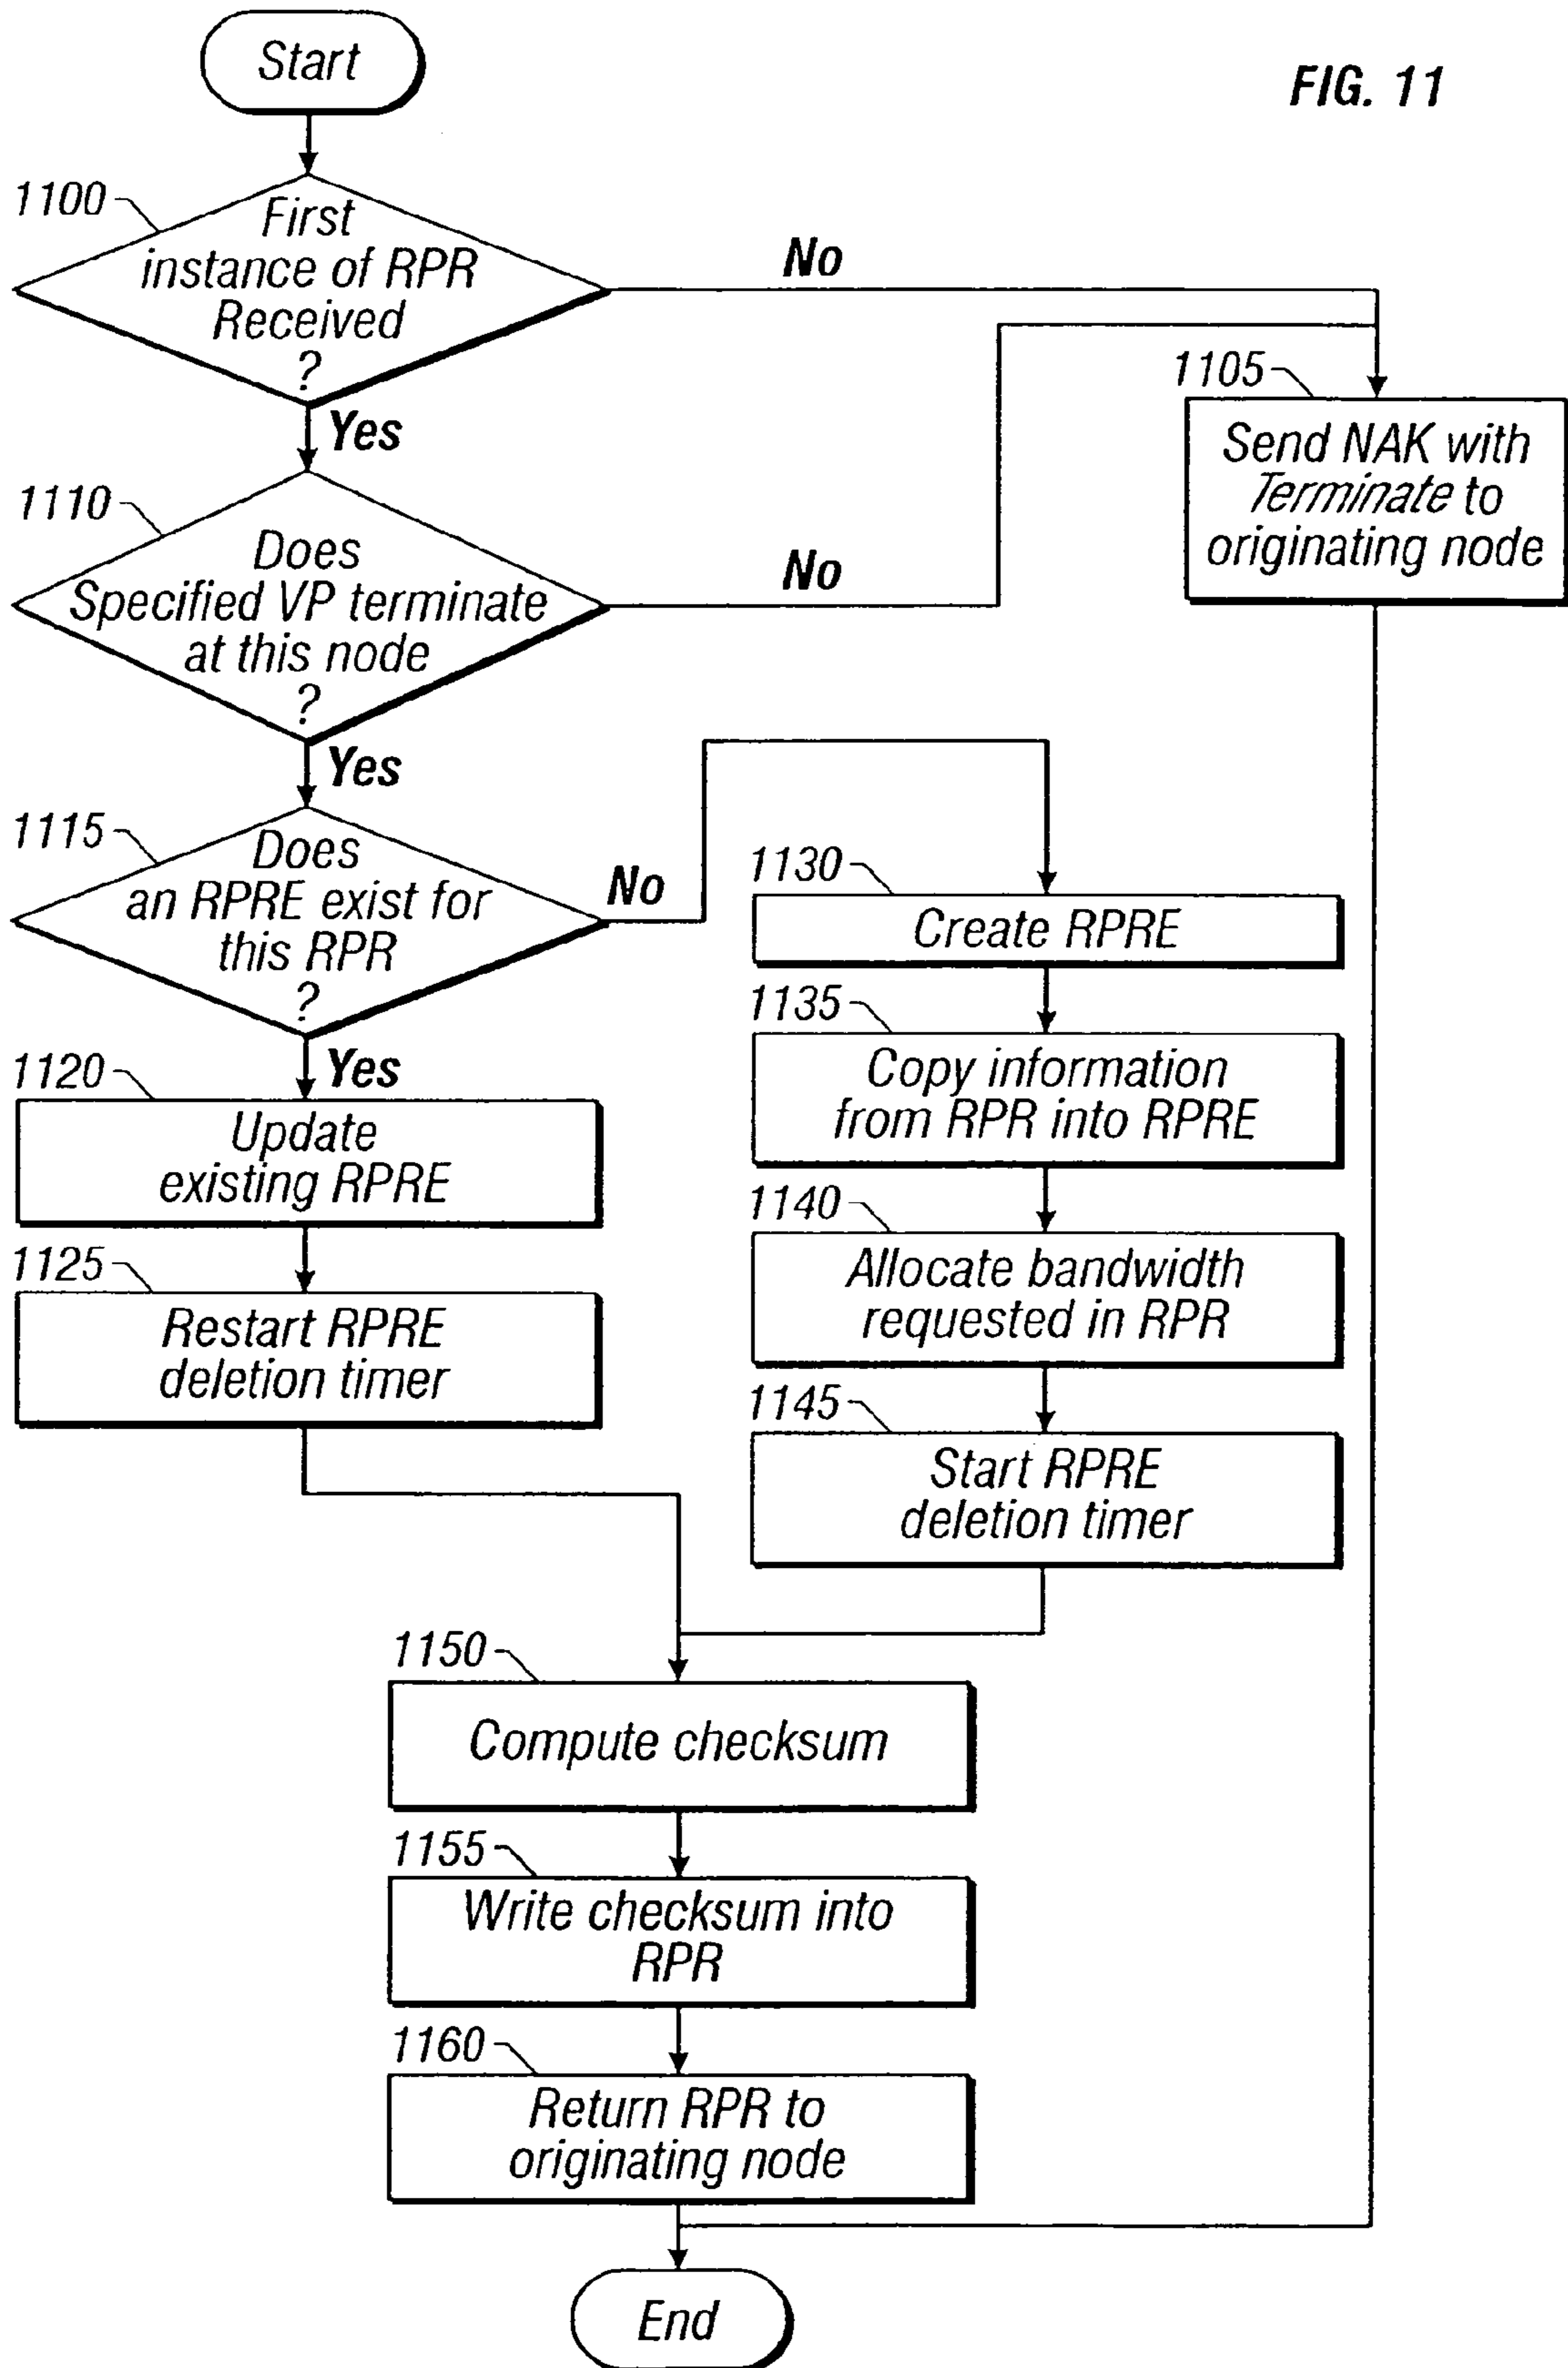 Start
FIG. 11
1100
First
instance of RPR
Received
?
No
Yes
1105
Send NAK with
Terminate to
originating node
1110
Does
Specified VP terminate
at this node
?
No
Yes
1115
Does
an RPRE exist for
this RPR
?
No
Yes
1130
Create RPRE
1135
Copy information
from RPR into RPRE
1120
Update
existing RPRE
1140
Allocate bandwidth
requested in RPR
1125
Restart RPRE
deletion timer
1145
Start RPRE
deletion timer
1150
Compute checksum
1155
Write checksum into
RPR
1160
Return RPR to
originating node
End